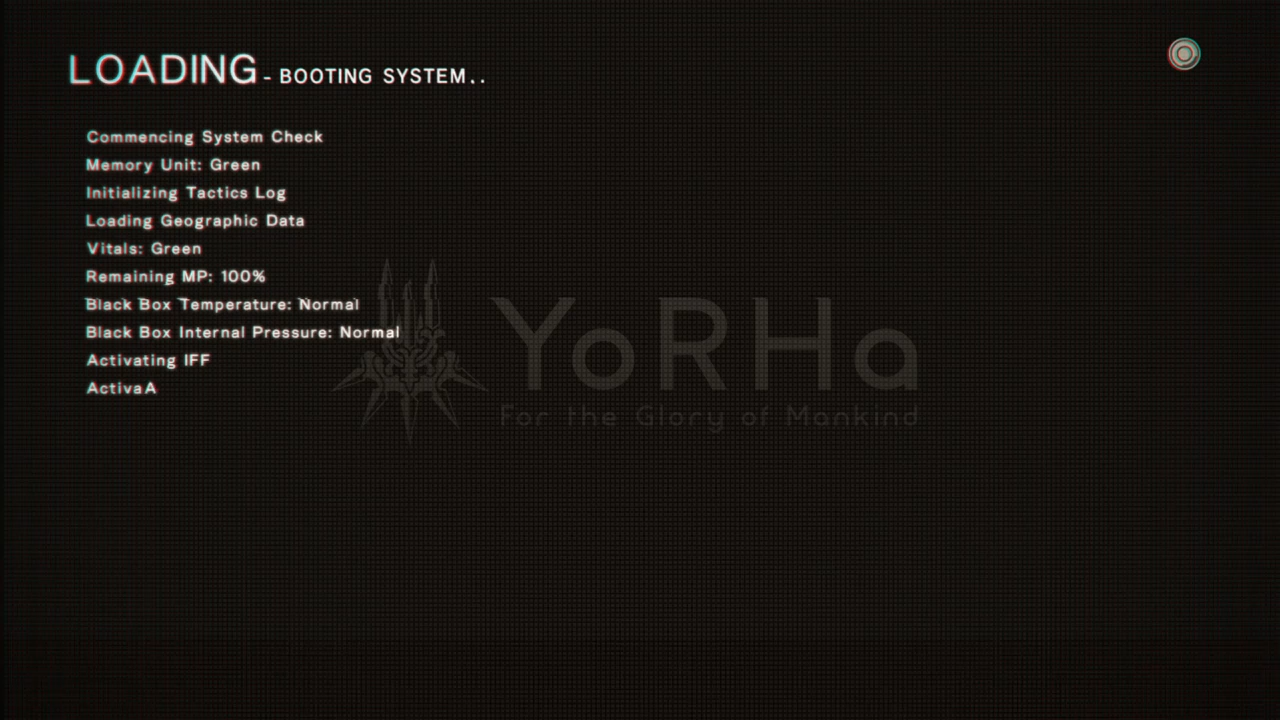 LOADING - BOOTING SYSTEM..
Commencing System Check
Memory Unit: Green
Initializing Tactics Log
Loading Geographic Data
Vitals: Green
Remaining MP: 100%
Black Box Temperature: Normal
Black Box Internal Pressure: Normal
Activating IFF
ActivaA
YoRHa
For the Glory of Mankind